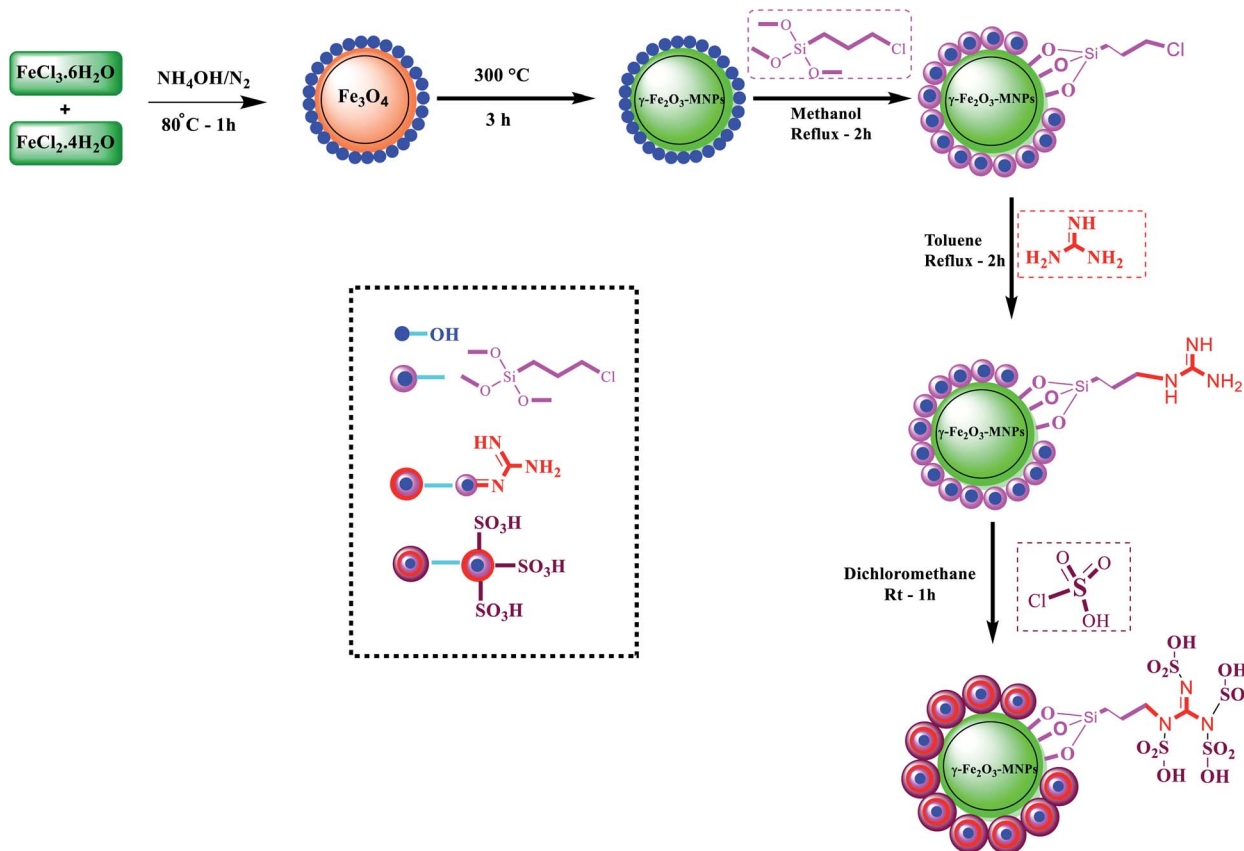 FeCl3.6H2O
+
FeCl2.4H2O
NH4OH/N2
80°C - 1h
Fe3O4
300 °C
3 h
γ-Fe2O3-MNPs
O
O
O
Si
Cl
Methanol
Reflux - 2h
γ-Fe2O3-MNPs
O
O
O
Si
Cl
Toluene
Reflux - 2h
NH
H2N
NH2
OH
O
O
O
Si
Cl
HN
NH2
N
SO3H
SO3H
SO3H
γ-Fe2O3-MNPs
O
O
O
Si
N
H
NH
NH2
Dichloromethane
Rt - 1h
O
O
S
Cl
OH
γ-Fe2O3-MNPs
O
O
O
Si
OH
O2S
N
OH
SO
N
N
O2S
OH
SO2
OH